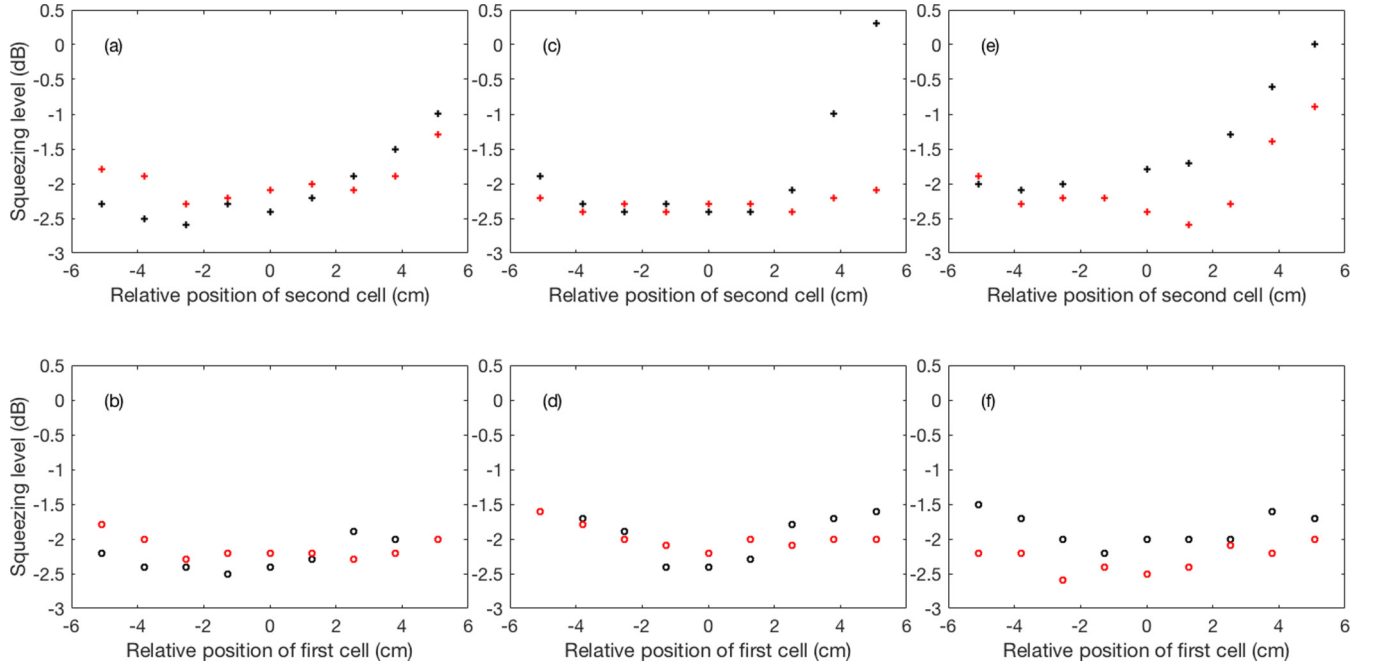 0.5 0.5 0.5
(a) (c) (e)
0 0 0
-0.5 -0.5 -0.5
-1 -1 -1
-1.5 -1.5 -1.5
-2 -2 -2
-2.5 -2.5 -2.5
-3 -3 -3
Squeezing level (dB)
-6 -4 -2 0 2 4 6 -6 -4 -2 0 2 4 6 -6 -4 -2 0 2 4 6
Relative position of second cell (cm) Relative position of second cell (cm) Relative position of second cell (cm)
0.5 0.5 0.5
(b) (d) (f)
0 0 0
-0.5 -0.5 -0.5
-1 -1 -1
-1.5 -1.5 -1.5
-2 -2 -2
-2.5 -2.5 -2.5
-3 -3 -3
Squeezing level (dB)
-6 -4 -2 0 2 4 6 -6 -4 -2 0 2 4 6 -6 -4 -2 0 2 4 6
Relative position of first cell (cm) Relative position of first cell (cm) Relative position of first cell (cm)